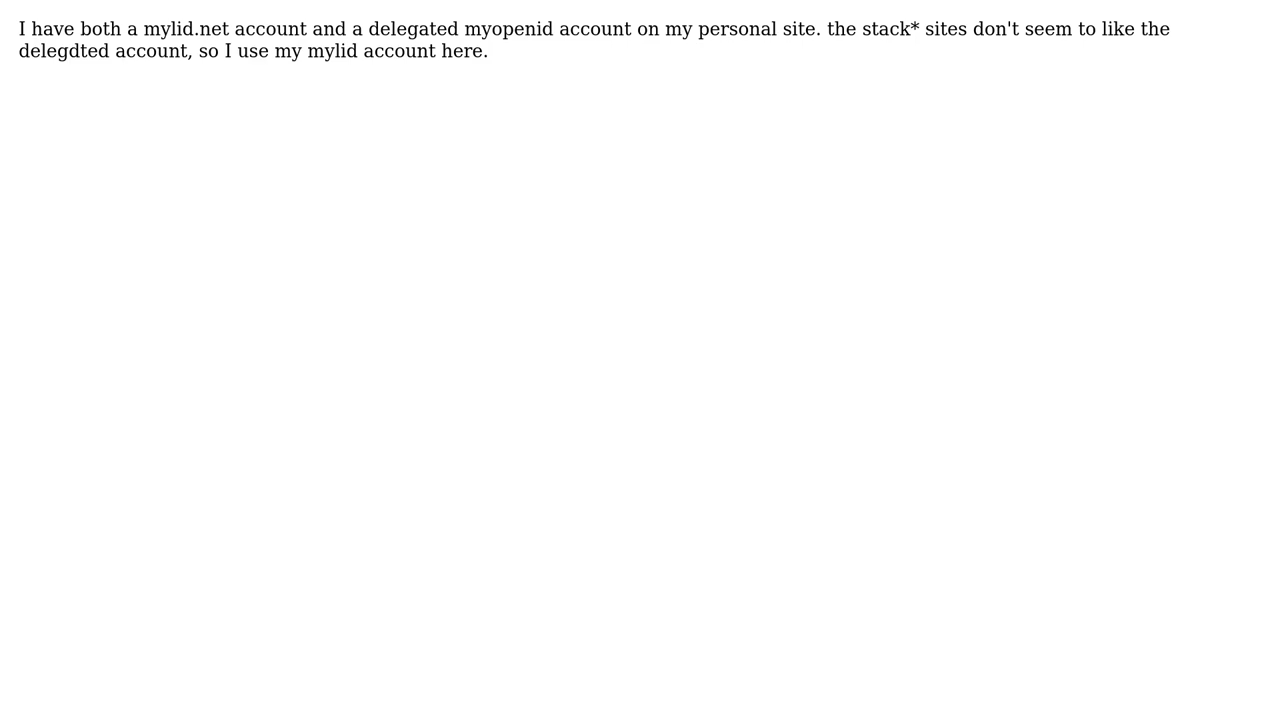 I have both a mylid.net account and a delegated myopenid account on my personal site. the stack* sites don't seem to like the
delegdted account, so I use my mylid account here.